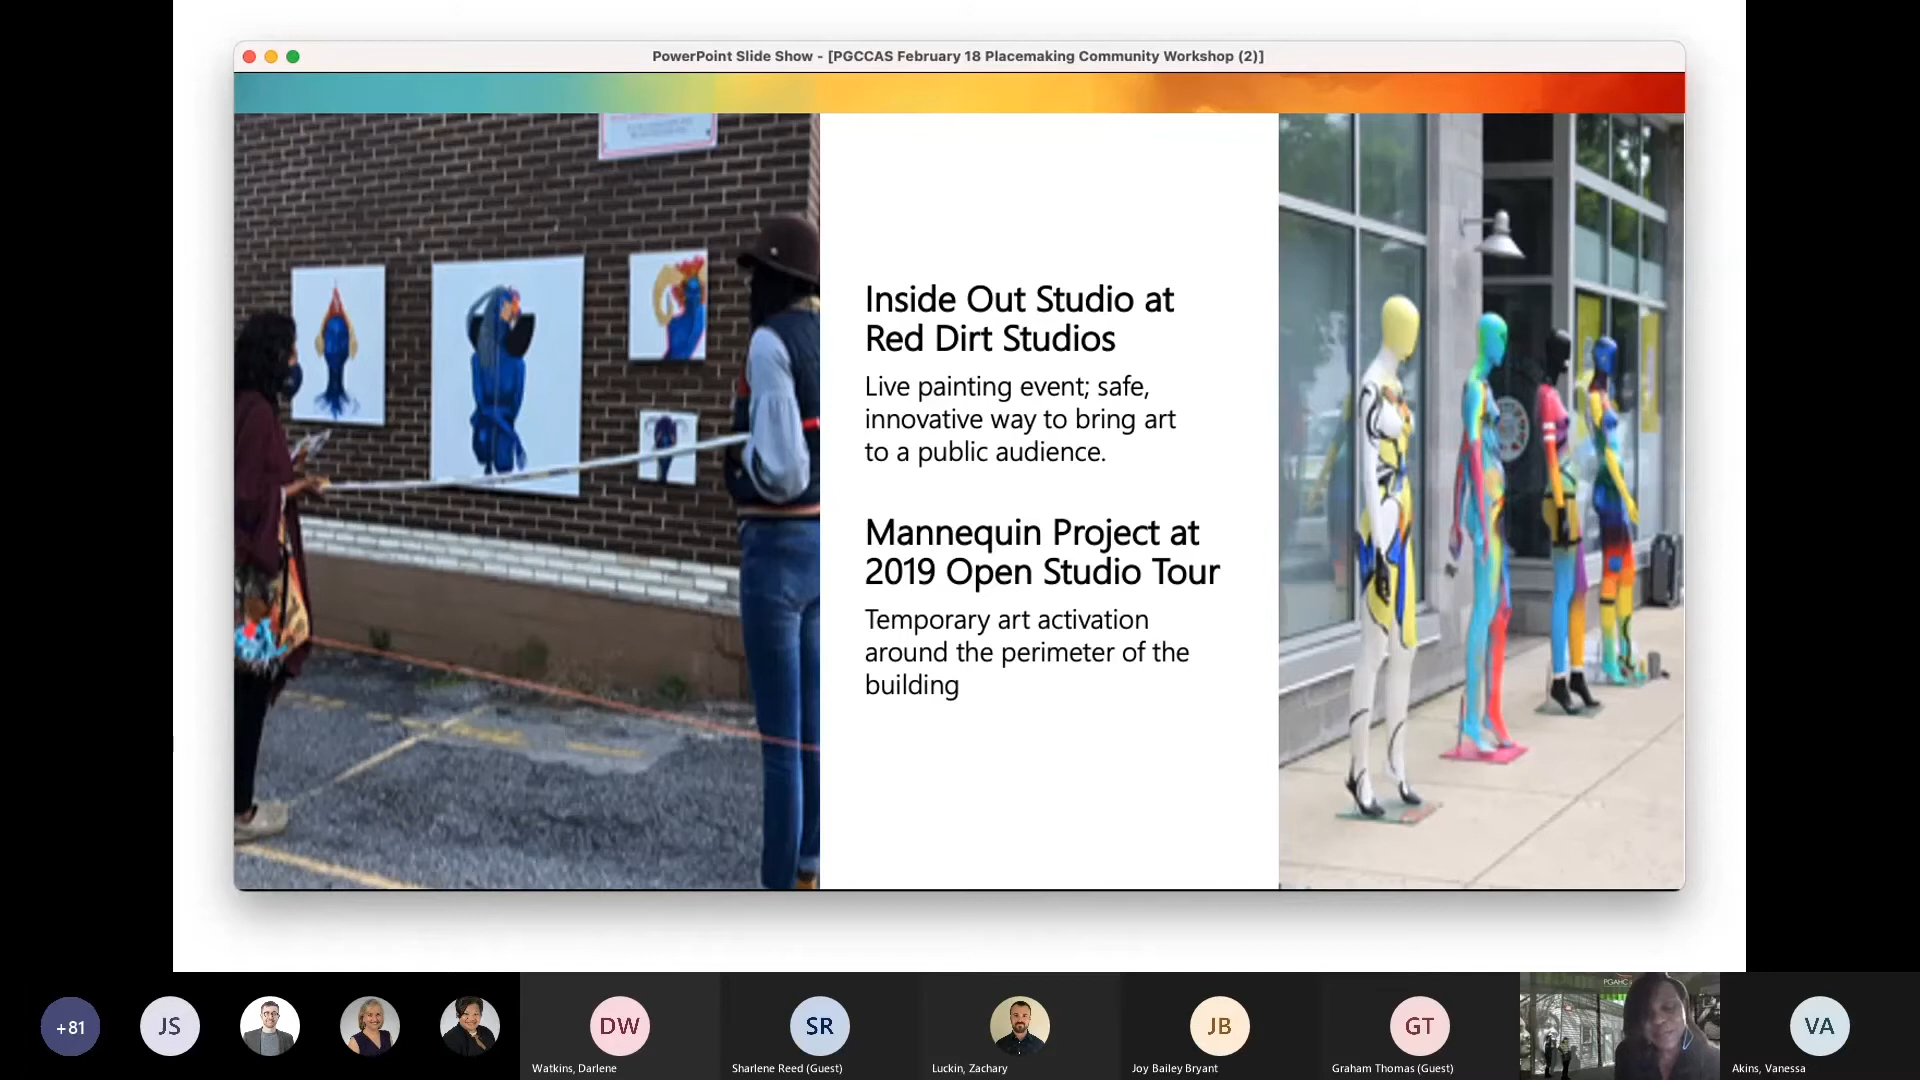 PowerPoint Slide Show - [PGCCAS February 18 Placemaking Community Workshop (2)]
Inside Out Studio at
Red Dirt Studios
Live painting event; safe,
innovative way to bring art
to a public audience.
Mannequin Project at
2019 Open Studio Tour
Temporary art activation
around the perimeter of the
building
+81
JS
DW
Watkins, Darlene
SR
Sharlene Reed (Guest)
Luckin, Zachary
JB
Joy Bailey Bryant
GT
Graham Thomas (Guest)
PGAHC
VA
Akins, Vanessa